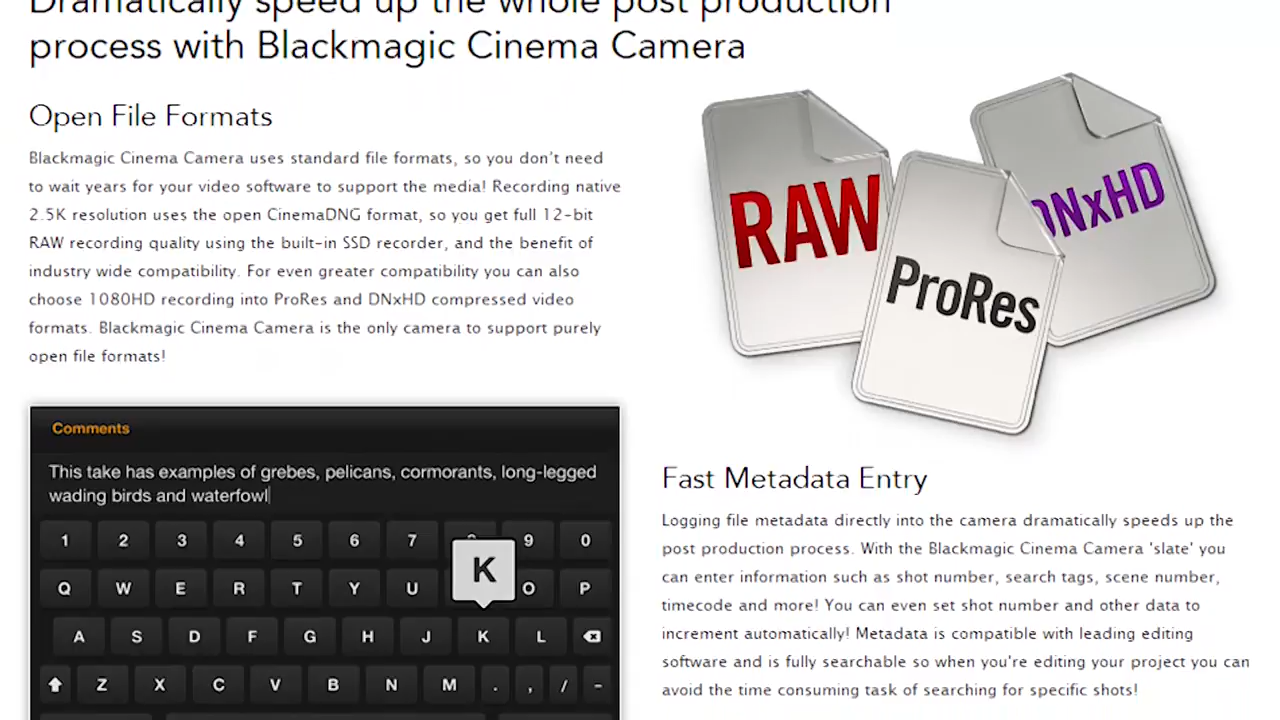 Dramatically speed up the whole post production
process with Blackmagic Cinema Camera
Open File Formats
Blackmagic Cinema Camera uses standard file formats, so you don't need
to wait years for your video software to support the media! Recording native
2.5K resolution uses the open CinemaDNG format, so you get full 12-bit
RAW recording quality using the built-in SSD recorder, and the benefit of
industry wide compatibility. For even greater compatibility you can also
choose 1080HD recording into ProRes and DNxHD compressed video
formats. Blackmagic Cinema Camera is the only camera to support purely
open file formats!
RAW
ProRes
DNxHD
Comments
This take has examples of grebes, pelicans, cormorants, long-legged
wading birds and waterfowl
1 2 3 4 5 6 7 9 0
K
Q W E R T Y U O P
A S D F G H J K L
Z X C V B N M . , / -
Fast Metadata Entry
Logging file metadata directly into the camera dramatically speeds up the
post production process. With the Blackmagic Cinema Camera 'slate' you
can enter information such as shot number, search tags, scene number,
timecode and more! You can even set shot number and other data to
increment automatically! Metadata is compatible with leading editing
software and is fully searchable so when you're editing your project you can
avoid the time consuming task of searching for specific shots!